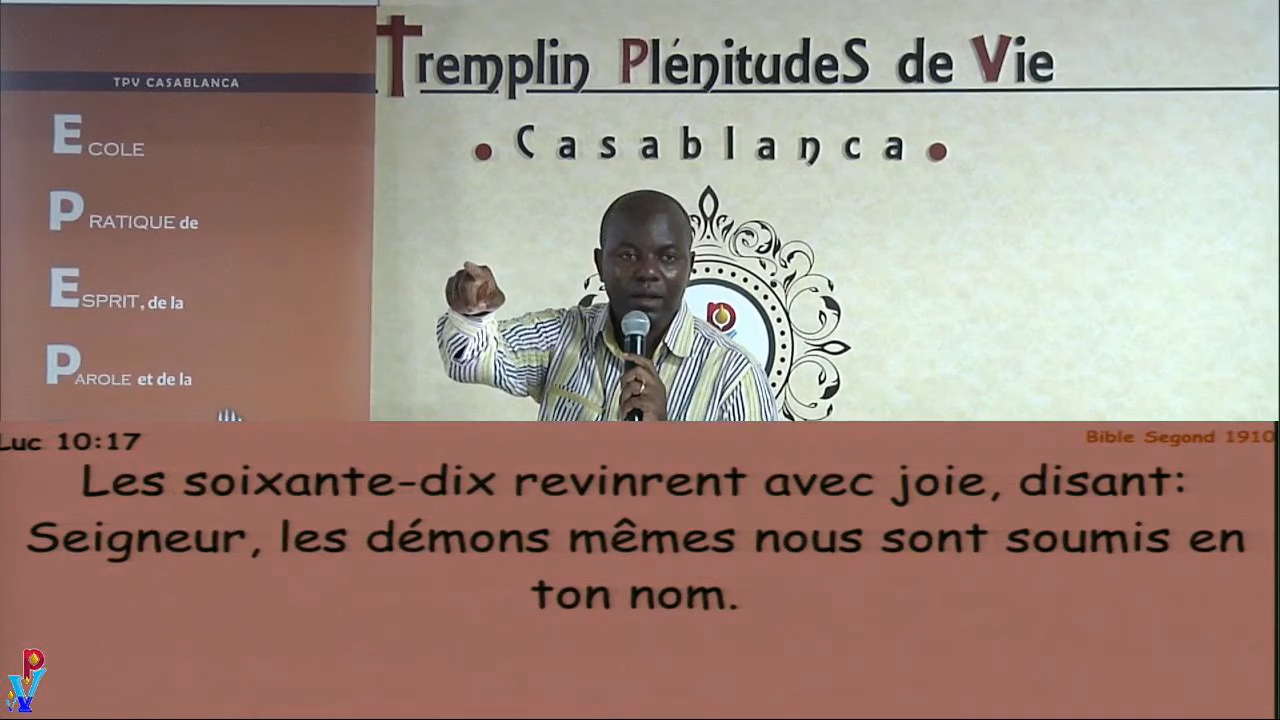 TPV CASABLANCA
ECOLE
PRATIQUE de
ESPRIT, de la
PAROLE et de la
Tremplin PlénitudeS de Vie
• Casablanca •
Luc 10:17
Bible Segond 1910
Les soixante-dix revinrent avec joie, disant:
Seigneur, les démons mêmes nous sont soumis en
ton nom.
PV